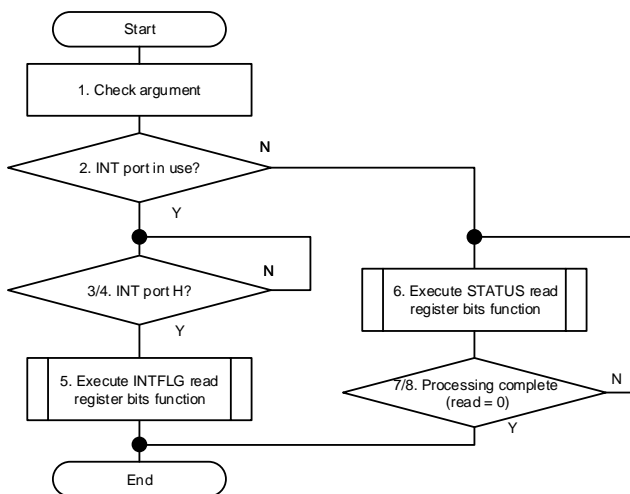 Start
1. Check argument
N
2. INT port in use?
Y
3/4. INT port H?
N
Y
5. Execute INTFLG read
register bits function
6. Execute STATUS read
register bits function
7/8. Processing complete
(read = 0)
N
Y
End